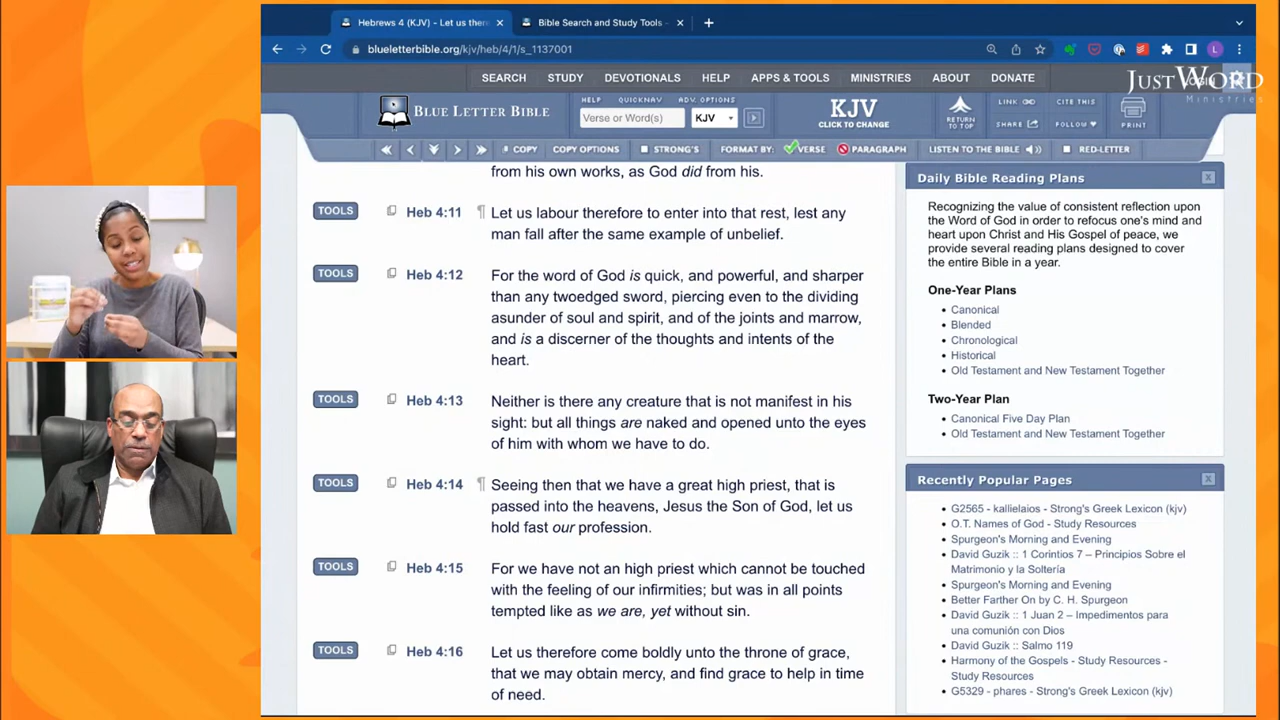 Hebrews 4 (KJV) – Let us ther
Bible Search and Study Tools -
blueletterbible.org/kjv/heb/4/1/s_1137001
L
SEARCH STUDY DEVOTIONALS HELP APPS & TOOLS MINISTRIES ABOUT DONATE
JUSTWORD
Ministries
BLUE LETTER BIBLE
HELP QUICKNAV ADV. OPTIONS
Verse or Word(s) KJV
KJV
CLICK TO CHANGE
RETURN
TO TOP
LINK CITE THIS
SHARE FOLLOW
PRINT
COPY COPY OPTIONS STRONG'S FORMAT BY: VERSE PARAGRAPH LISTEN TO THE BIBLE RED-LETTER
from his own works, as God did from his.
TOOLS Heb 4:11 ¶ Let us labour therefore to enter into that rest, lest any
man fall after the same example of unbelief.
TOOLS Heb 4:12 For the word of God is quick, and powerful, and sharper
than any twoedged sword, piercing even to the dividing
asunder of soul and spirit, and of the joints and marrow,
and is a discerner of the thoughts and intents of the
heart.
TOOLS Heb 4:13 Neither is there any creature that is not manifest in his
sight: but all things are naked and opened unto the eyes
of him with whom we have to do.
TOOLS Heb 4:14 ¶ Seeing then that we have a great high priest, that is
passed into the heavens, Jesus the Son of God, let us
hold fast our profession.
TOOLS Heb 4:15 For we have not an high priest which cannot be touched
with the feeling of our infirmities; but was in all points
tempted like as we are, yet without sin.
TOOLS Heb 4:16 Let us therefore come boldly unto the throne of grace,
that we may obtain mercy, and find grace to help in time
of need.
Daily Bible Reading Plans
Recognizing the value of consistent reflection upon
the Word of God in order to refocus one's mind and
heart upon Christ and His Gospel of peace, we
provide several reading plans designed to cover
the entire Bible in a year.
One-Year Plans
• Canonical
• Blended
• Chronological
• Historical
• Old Testament and New Testament Together
Two-Year Plan
• Canonical Five Day Plan
• Old Testament and New Testament Together
Recently Popular Pages
• G2565 - kallielaios - Strong's Greek Lexicon (kjv)
• O.T. Names of God - Study Resources
• Spurgeon's Morning and Evening
• David Guzik :: 1 Corintios 7 – Principios Sobre el
Matrimonio y la Soltería
• Spurgeon's Morning and Evening
• Better Farther On by C. H. Spurgeon
• David Guzik :: 1 Juan 2 – Impedimentos para
una comunión con Dios
• David Guzik :: Salmo 119
• Harmony of the Gospels - Study Resources -
Study Resources
• G5329 - phares - Strong's Greek Lexicon (kjv)